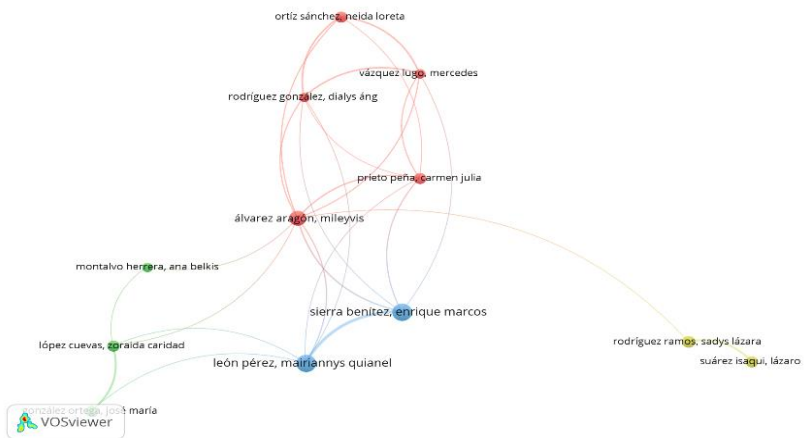 ortíz sánchez, neida loreta
vázquez lugo, mercedes
rodríguez gonzález, dialys áng
prieto peña, carmen julia
álvarez aragón, mileyvis
montalvo herrera, ana belkis
sierra benítez, enrique marcos
lópez cuevas, zoraida caridad
rodríguez ramos, sadys lázara
león pérez, mairiannys quianel
suárez isaqui, lázaro
gonzález ortega, josé maría
VOSviewer